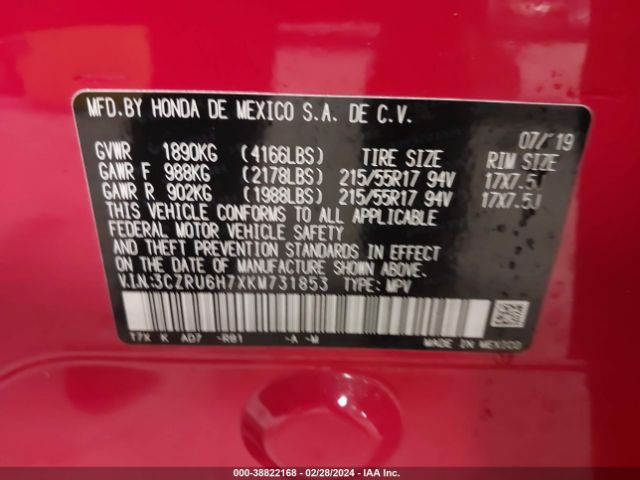 MFD.BY HONDA DE MEXICO S.A. DE C.V.
07/'19
GVWR 1890KG (4166LBS) TIRE SIZE RIM SIZE
GAWR F 988KG (2178LBS) 215/55R17 94V 17X7.5J
GAWR R 902KG (1988LBS) 215/55R17 94V 17X7.5J
THIS VEHICLE CONFORMS TO ALL APPLICABLE
FEDERAL MOTOR VEHICLE SAFETY
AND THEFT PREVENTION STANDARDS IN EFFECT
ON THE DATE OF MANUFACTURE SHOWN ABOVE.
V.I.N:3CZRU6H7XKM731853 TYPE: MPV
T7X K AD7 -R81 -A -M
MADE IN MEXICO
000-38822168 - 02/28/2024 - IAA Inc.